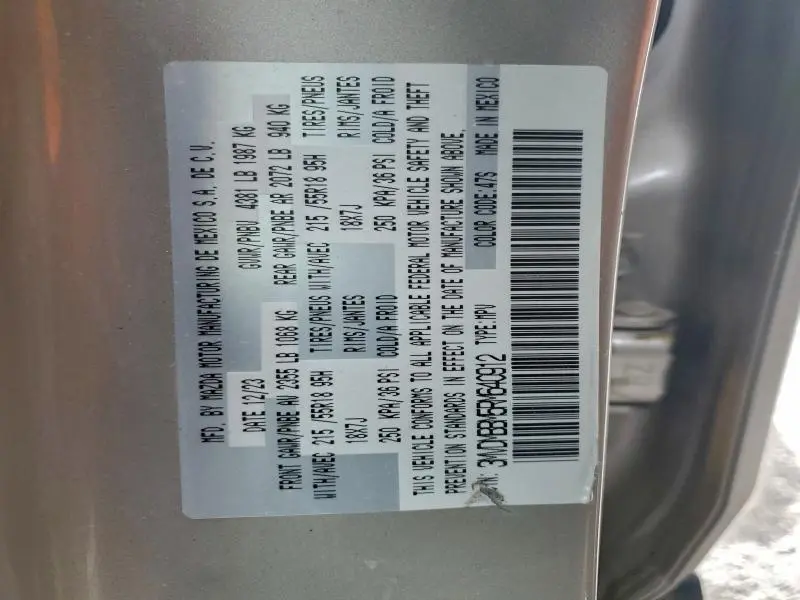 MFD. BY MAZDA MOTOR MANUFACTURING DE MEXICO S.A. DE C.V.
DATE 12/23 GVWR/PNBV 4381 LB 1987 KG
FRONT GAWR/PNBE AV 2355 LB 1068 KG REAR GAWR/PNBE AR 2072 LB 940 KG
WITH/AVEC 215 /55R18 95H TIRES/PNEUS WITH/AVEC 215 /55R18 95H TIRES/PNEUS
18X7J RIMS/JANTES 18X7J RIMS/JANTES
250 KPA/36 PSI COLD/A FROID 250 KPA/36 PSI COLD/A FROID
THIS VEHICLE CONFORMS TO ALL APPLICABLE FEDERAL MOTOR VEHICLE SAFETY AND THEFT
PREVENTION STANDARDS IN EFFECT ON THE DATE OF MANUFACTURE SHOWN ABOVE.
TYPE:MPV COLOR CODE:47S MADE IN MEXICO